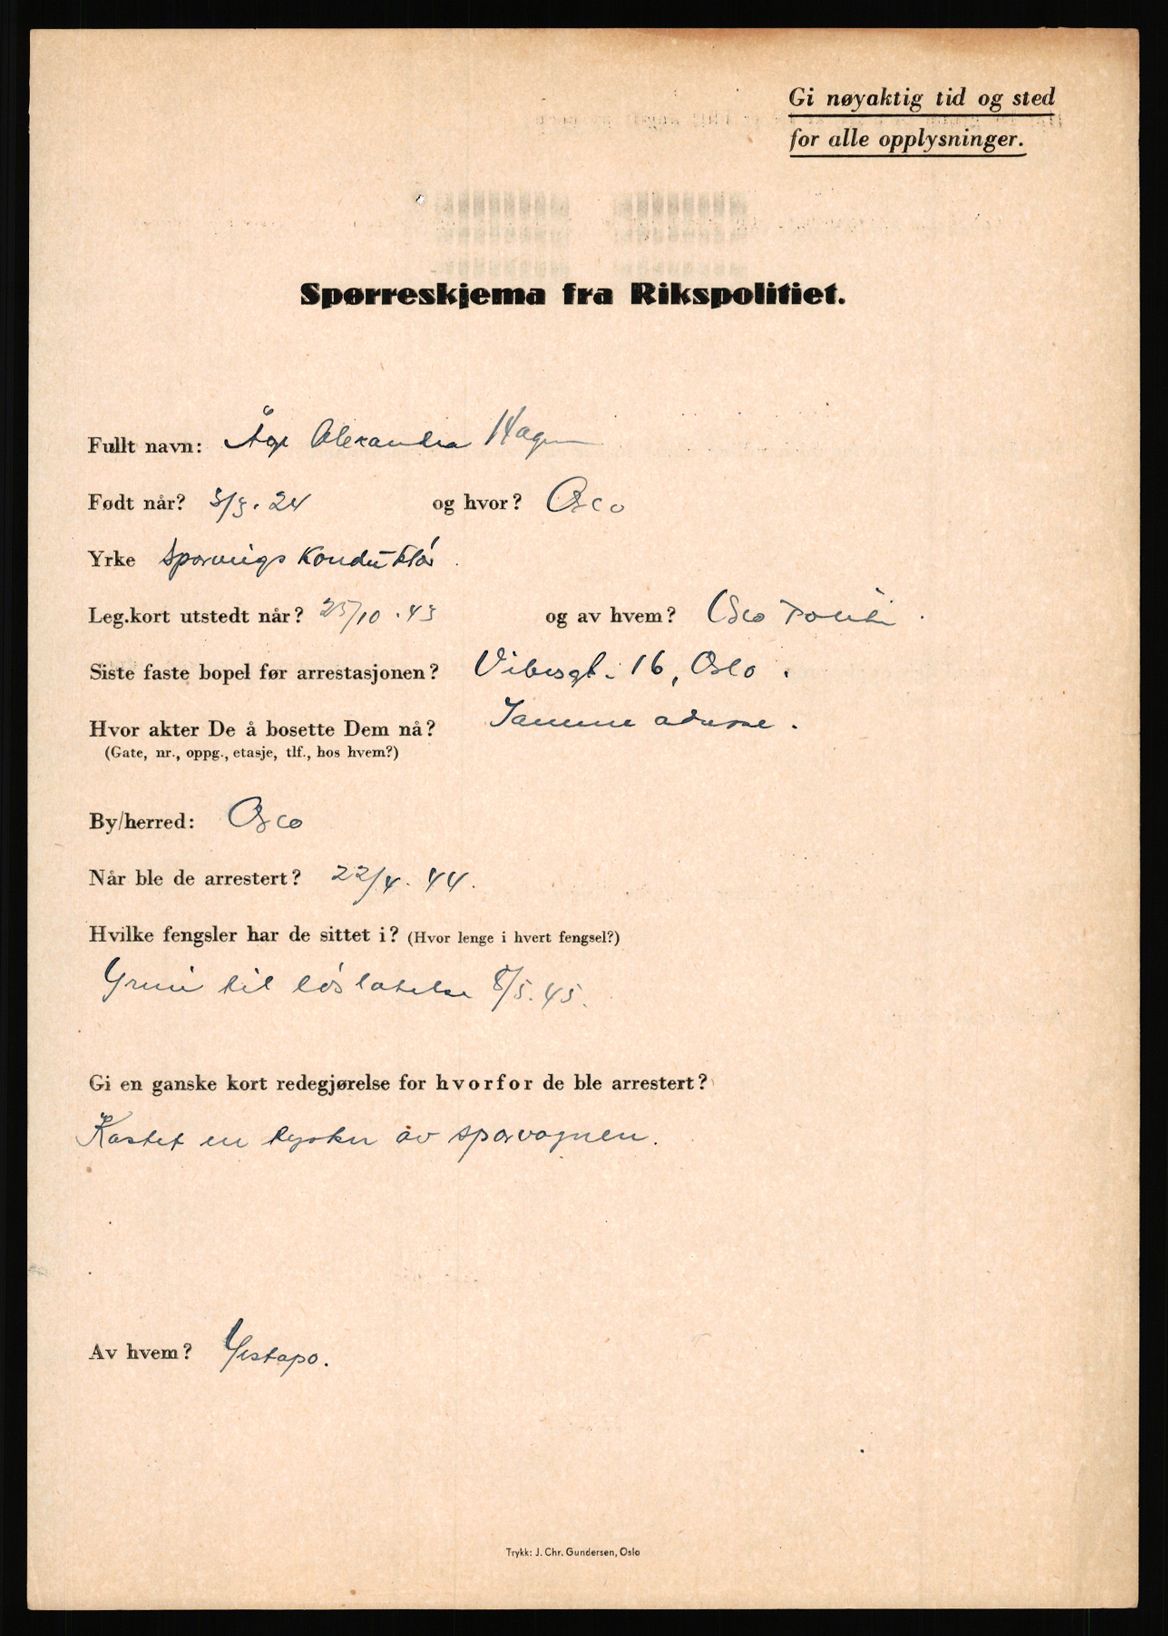 Gi nøyaktig tid og sted
for alle opplysninger.
Spørreskjema fra Rikspolitiet.
Fullt navn: Åge Alexandra Hagen
Født når? 3/3.24 og hvor? Oslo
Yrke Sporveigs Konduktør.
Leg.kort utstedt når? 25/10.43 og av hvem? Oslo Politi.
Siste faste bopel før arrestasjonen? Vibesgt. 16, Oslo.
Hvor akter De å bosette Dem nå? Samme adresse.
(Gate, nr., oppg., etasje, tlf., hos hvem?)
By/herred: Oslo
Når ble de arrestert? 22/4. 44.
Hvilke fengsler har de sittet i? (Hvor lenge i hvert fengsel?)
Grini til løslatelse 8/5.45.
Gi en ganske kort redegjørelse for hvorfor de ble arrestert?
Kastet en tysker av sporvognen.
Av hvem? Gestapo.
Trykk: J. Chr. Gundersen, Oslo